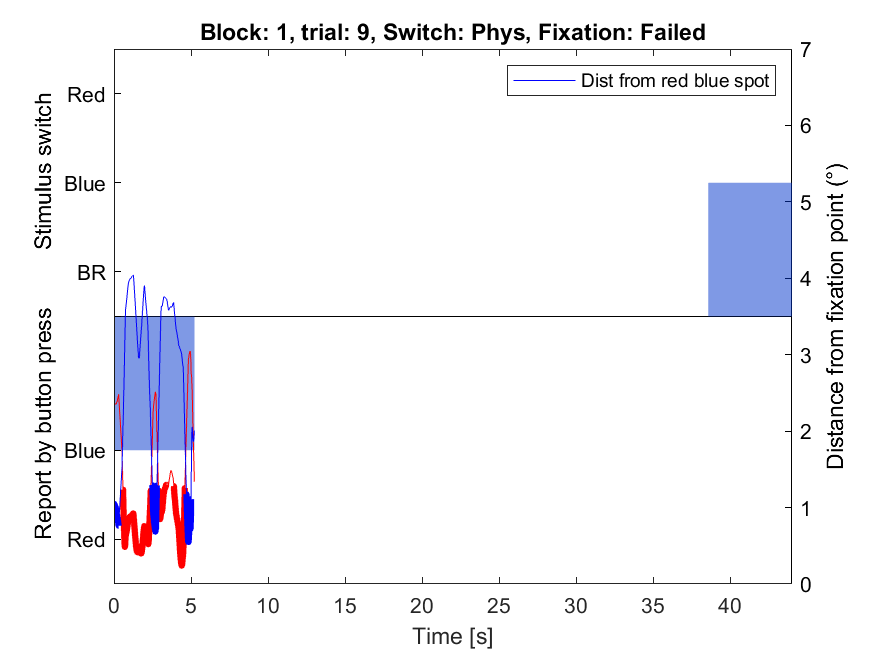 Block: 1, trial: 9, Switch: Phys, Fixation: Failed
Dist from red blue spot
Stimulus switch
Red
Blue
BR
Report by button press
Blue
Red
7
6
5
4
3
2
1
0
Distance from fixation point (°)
0 5 10 15 20 25 30 35 40
Time [s]